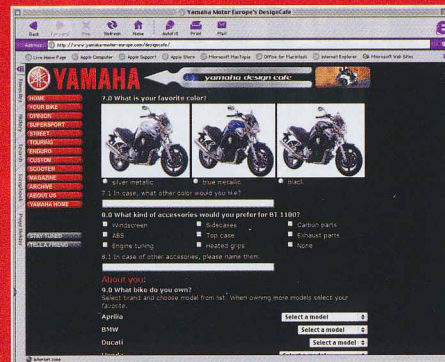 Yamaha Motor Europe's DesignCafe
Back Forward Stop Refresh Home AutoFill Print Mail
Address: http://www.yamaha-motor-europe.com/designcafe/
Live Home Page Apple Computer Apple Support Apple Store Microsoft MacTopia Office for Macintosh Internet Explorer Microsoft Web Sites
Favorites
History
Search
Scrapbook
Page Holder
YAMAHA
yamaha design cafe
HOME
YOUR BIKE
OPINION
SUPERSPORT
STREET
TOURING
ENDURO
CUSTOM
SCOOTER
MAGAZINE
ARCHIVE
ABOUT US
YAMAHA HOME
STAY TUNED
TELL A FRIEND
7.0 What is your favorite color?
silver metallic blue metallic black
7.1 In case, what other color would you like?
8.0 What kind of accessories would you prefer for BT 1100?
Windscreen Sidecases Carbon parts
ABS Top case Exhaust parts
Engine tuning Heated grips None
8.1 In case of other accesories, please name them:
About you:
9.0 What bike do you own?
Select brand and choose model from list. When owning more models select your
favorite.
Aprilia Select a model
BMW Select a model
Ducati Select a model
Honda
Internet zone